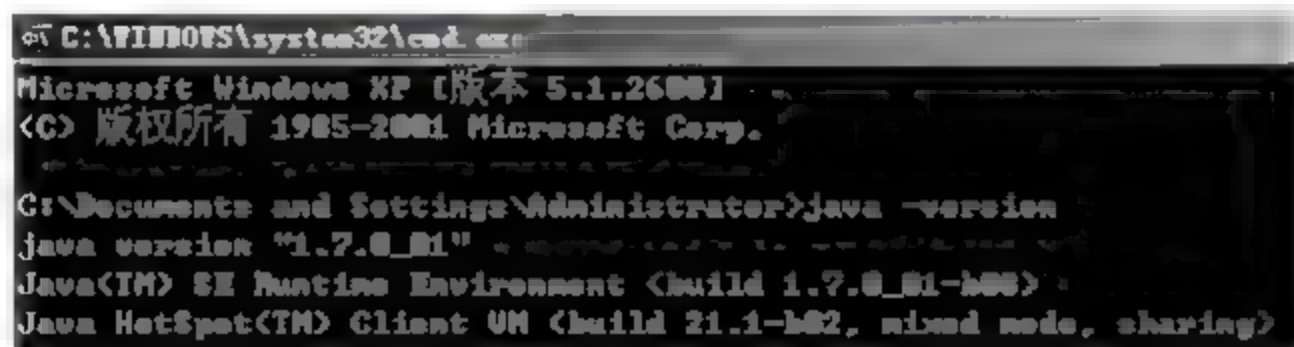 C:\WINDOWS\system32\cmd.exe
Microsoft Windows XP [版本 5.1.2600]
(C) 版权所有 1985-2001 Microsoft Corp.
C:\Documents and Settings\Administrator>java -version
java version "1.7.0_01"
Java(TM) SE Runtime Environment (build 1.7.0_01-b08)
Java HotSpot(TM) Client VM (build 21.1-b02, mixed mode, sharing)